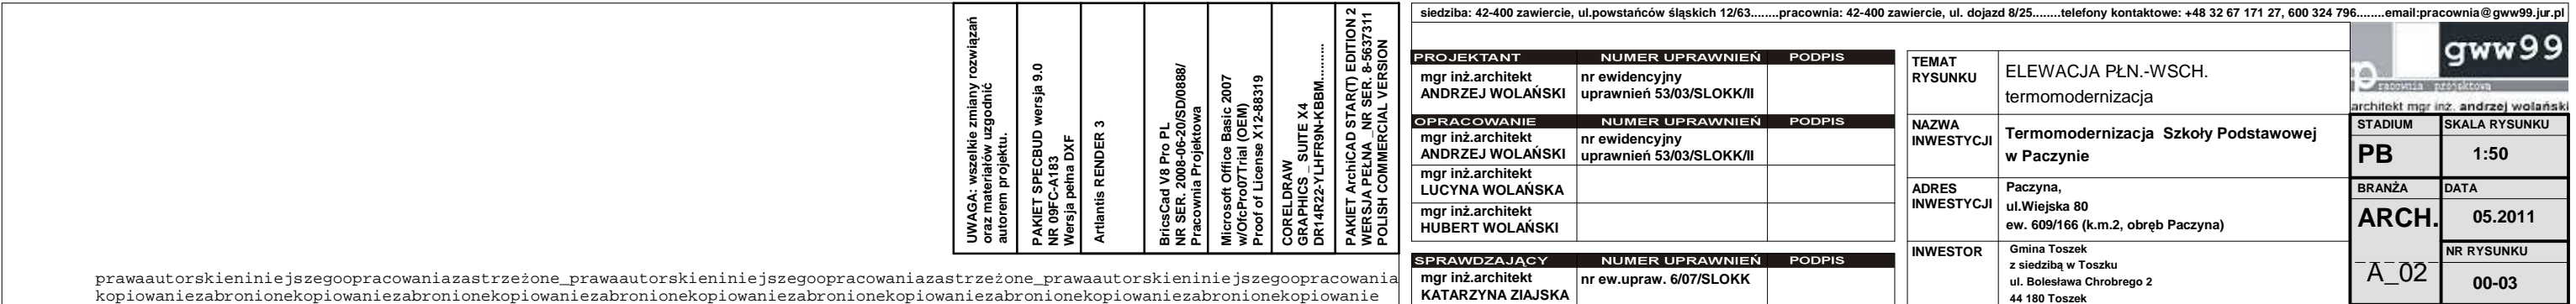 siedziba: 42-400 zawiercie, ul.powstańców śląskich 12/63........pracownia: 42-400 zawiercie, ul. dojazd 8/25........telefony kontaktowe: +48 32 67 171 27, 600 324 796........email:pracownia@gww99.jur.pl
UWAGA: wszelkie zmiany rozwiązań
oraz materiałów uzgodnić
autorem projektu.
PAKIET SPECBUD wersja 9.0
NR 09FC-A183
Wersja pełna DXF
Artlantis RENDER 3
BricsCad V8 Pro PL
NR SER. 2008-06-20/SD/0888/
Pracownia Projektowa
Microsoft Office Basic 2007
w/OfcPro07Trial (OEM)
Proof of License X12-88319
CORELDRAW
GRAPHICS _ SUITE X4
DR14R22-YLHFR9N-KBBM...........
PAKIET ArchiCAD STAR(T) EDITION 2
WERSJA PEŁNA _NR SER. 8-5637311
POLISH COMMERCIAL VERSION
prawaautorskieniniejszegoopracowaniazastrzeżone_prawaautorskieniniejszegoopracowaniazastrzeżone_prawaautorskieniniejszegoopracowania
kopiowaniezabronionekopiowaniezabronionekopiowaniezabronionekopiowaniezabronionekopiowaniezabronionekopiowaniezabronionekopiowanie
PROJEKTANT NUMER UPRAWNIEŃ PODPIS
mgr inż.architekt nr ewidencyjny
ANDRZEJ WOLAŃSKI uprawnień 53/03/SLOKK/II
OPRACOWANIE NUMER UPRAWNIEŃ PODPIS
mgr inż.architekt nr ewidencyjny
ANDRZEJ WOLAŃSKI uprawnień 53/03/SLOKK/II
mgr inż.architekt
LUCYNA WOLAŃSKA
mgr inż.architekt
HUBERT WOLAŃSKI
SPRAWDZAJĄCY NUMER UPRAWNIEŃ PODPIS
mgr inż.architekt nr ew.upraw. 6/07/SLOKK
KATARZYNA ZIAJSKA
TEMAT
RYSUNKU
ELEWACJA PŁN.-WSCH.
termomodernizacja
NAZWA
INWESTYCJI
Termomodernizacja Szkoły Podstawowej
w Paczynie
ADRES
INWESTYCJI
Paczyna,
ul.Wiejska 80
ew. 609/166 (k.m.2, obręb Paczyna)
INWESTOR
Gmina Toszek
z siedzibą w Toszku
ul. Bolesława Chrobrego 2
44 180 Toszek
gww99
pracownia projektowa
architekt mgr inż. andrzej wolański
STADIUM SKALA RYSUNKU
PB 1:50
BRANŻA DATA
ARCH. 05.2011
NR RYSUNKU
A_02 00-03